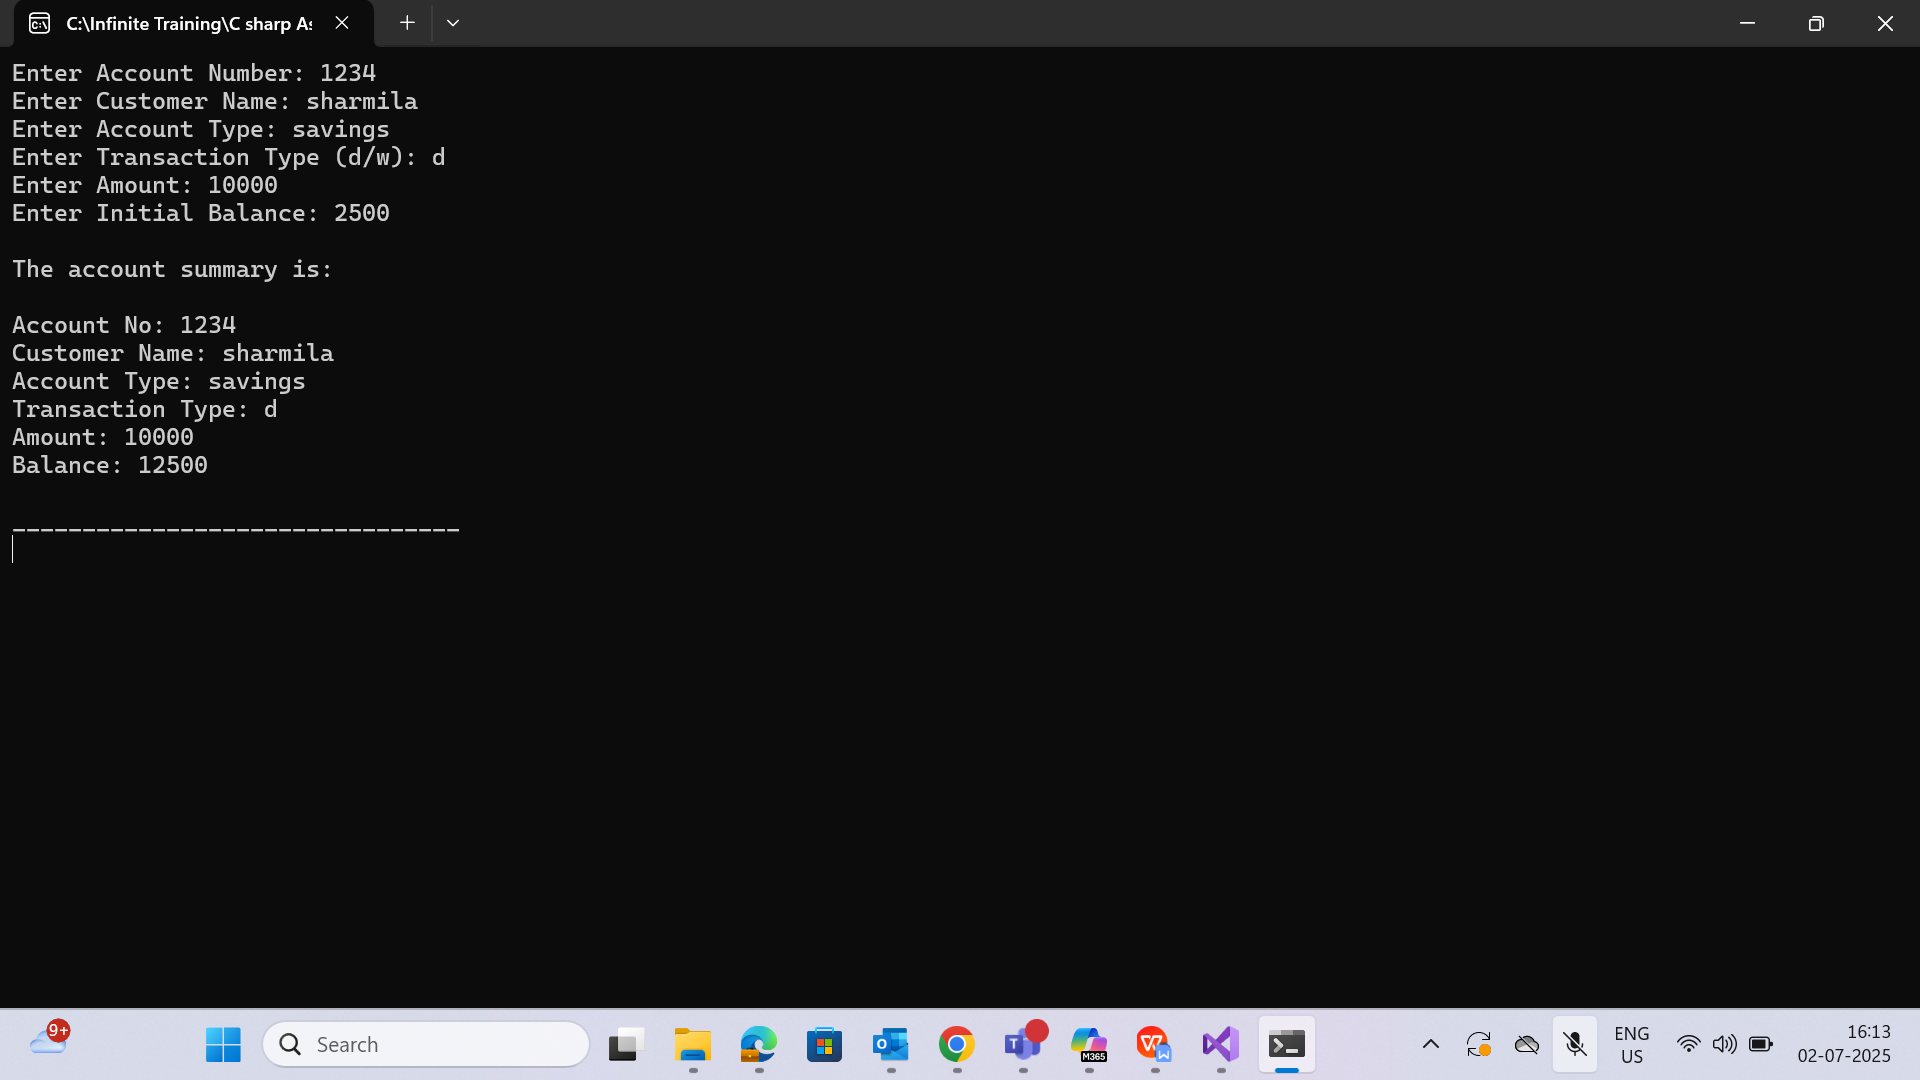 C:\Infinite Training\C sharp As
Enter Account Number: 1234
Enter Customer Name: sharmila
Enter Account Type: savings
Enter Transaction Type (d/w): d
Enter Amount: 10000
Enter Initial Balance: 2500
The account summary is:
Account No: 1234
Customer Name: sharmila
Account Type: savings
Transaction Type: d
Amount: 10000
Balance: 12500
--------------------------------
9+
Search
M365
ENG
US
16:13
02-07-2025